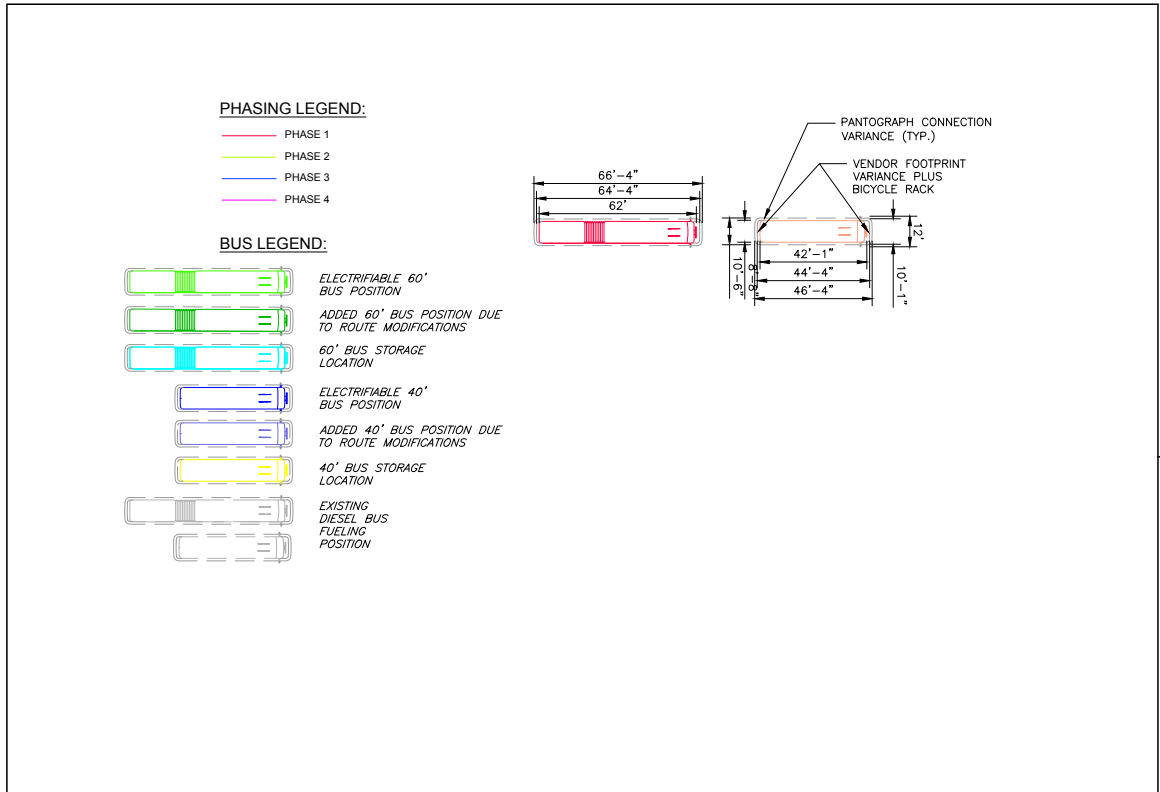 PHASING LEGEND:
PHASE 1
PHASE 2
PHASE 3
PHASE 4
BUS LEGEND:
ELECTRIFIABLE 60'
BUS POSITION
ADDED 60' BUS POSITION DUE
TO ROUTE MODIFICATIONS
60' BUS STORAGE
LOCATION
ELECTRIFIABLE 40'
BUS POSITION
ADDED 40' BUS POSITION DUE
TO ROUTE MODIFICATIONS
40' BUS STORAGE
LOCATION
EXISTING
DIESEL BUS
FUELING
POSITION
66'-4"
64'-4"
62'
PANTOGRAPH CONNECTION
VARIANCE (TYP.)
VENDOR FOOTPRINT
VARIANCE PLUS
BICYCLE RACK
42'-1"
44'-4"
46'-4"
10'-6"
8'-8"
10'-1"
12'